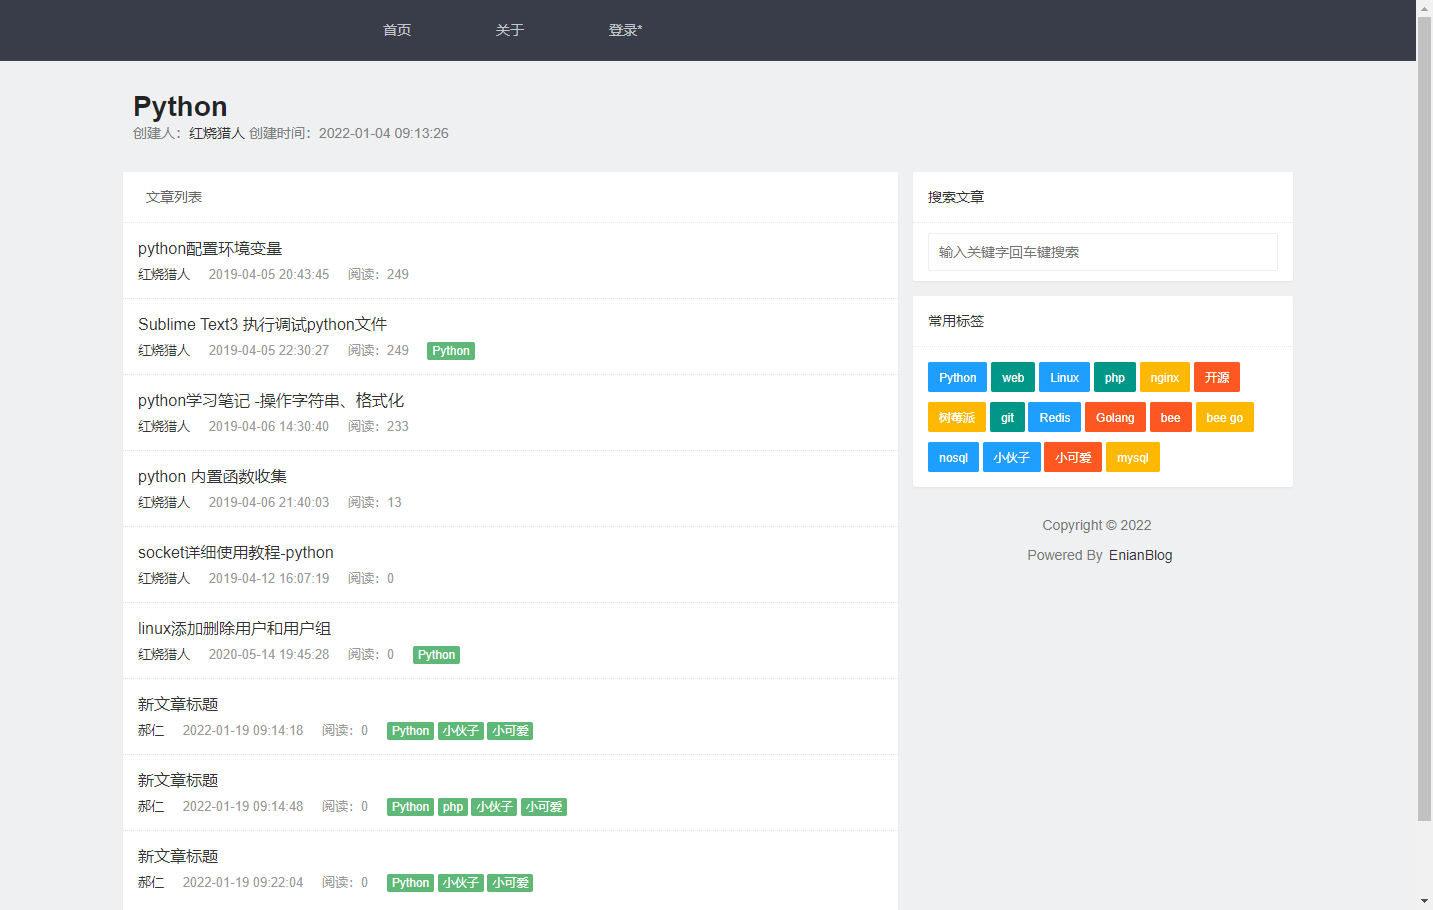 首页 关于 登录*
Python
创建人：红烧猎人 创建时间：2022-01-04 09:13:26
文章列表
python配置环境变量
红烧猎人 2019-04-05 20:43:45 阅读：249
Sublime Text3 执行调试python文件
红烧猎人 2019-04-05 22:30:27 阅读：249 Python
python学习笔记 -操作字符串、格式化
红烧猎人 2019-04-06 14:30:40 阅读：233
python 内置函数收集
红烧猎人 2019-04-06 21:40:03 阅读：13
socket详细使用教程-python
红烧猎人 2019-04-12 16:07:19 阅读：0
linux添加删除用户和用户组
红烧猎人 2020-05-14 19:45:28 阅读：0 Python
新文章标题
郝仁 2022-01-19 09:14:18 阅读：0 Python 小伙子 小可爱
新文章标题
郝仁 2022-01-19 09:14:48 阅读：0 Python php 小伙子 小可爱
新文章标题
郝仁 2022-01-19 09:22:04 阅读：0 Python 小伙子 小可爱
搜索文章
输入关键字回车键搜索
常用标签
Python web Linux php nginx 开源
树莓派 git Redis Golang bee bee go
nosql 小伙子 小可爱 mysql
Copyright © 2022
Powered By EnianBlog